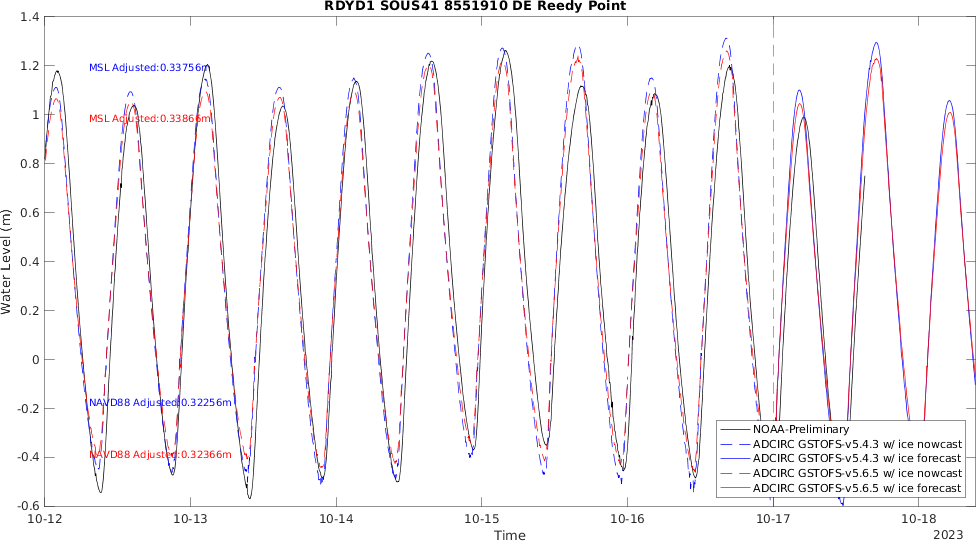 RDYD1 SOUS41 8551910 DE Reedy Point
1.4
1.2
1
0.8
0.6
0.4
0.2
0
-0.2
-0.4
-0.6
Water Level (m)
MSL Adjusted:0.33756m
MSL Adjusted:0.33866m
NAVD88 Adjusted:0.32256m
NAVD88 Adjusted:0.32366m
NOAA-Preliminary
ADCIRC GSTOFS-v5.4.3 w/ ice nowcast
ADCIRC GSTOFS-v5.4.3 w/ ice forecast
ADCIRC GSTOFS-v5.6.5 w/ ice nowcast
ADCIRC GSTOFS-v5.6.5 w/ ice forecast
10-12 10-13 10-14 10-15 10-16 10-17 10-18
Time
2023